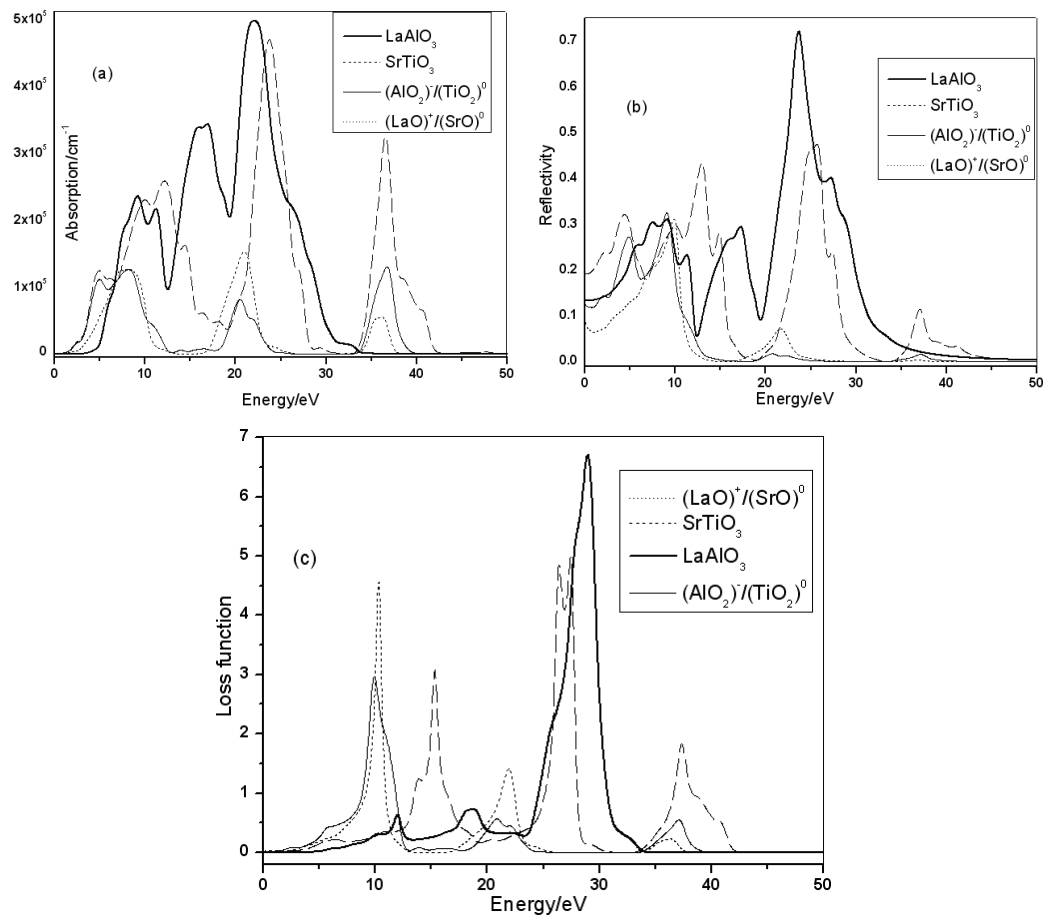 5x10⁵
4x10⁵
3x10⁵
2x10⁵
1x10⁵
0
Absorption/cm⁻¹
(a)
LaAlO₃
SrTiO₃
(AlO₂)⁻/(TiO₂)⁰
(LaO)⁺/(SrO)⁰
0 10 20 30 40 50
Energy/eV
0.7
0.6
0.5
0.4
0.3
0.2
0.1
0.0
Reflectivity
(b)
LaAlO₃
SrTiO₃
(AlO₂)⁻/(TiO₂)⁰
(LaO)⁺/(SrO)⁰
0 10 20 30 40 50
Energy/eV
7
6
5
4
3
2
1
0
Loss function
(c)
(LaO)⁺/(SrO)⁰
SrTiO₃
LaAlO₃
(AlO₂)⁻/(TiO₂)⁰
0 10 20 30 40 50
Energy/eV